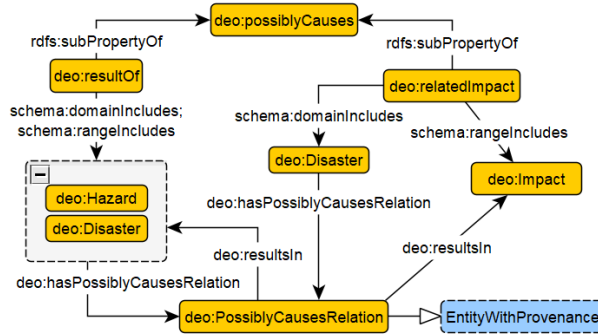 deo:possiblyCauses
rdfs:subPropertyOf
rdfs:subPropertyOf
deo:resultOf
deo:relatedImpact
schema:domainIncludes;
schema:rangeIncludes
schema:domainIncludes
schema:rangeIncludes
deo:Disaster
deo:Impact
deo:Hazard
deo:Disaster
deo:hasPossiblyCausesRelation
deo:resultsIn
deo:resultsIn
deo:hasPossiblyCausesRelation
deo:PossiblyCausesRelation
EntityWithProvenance